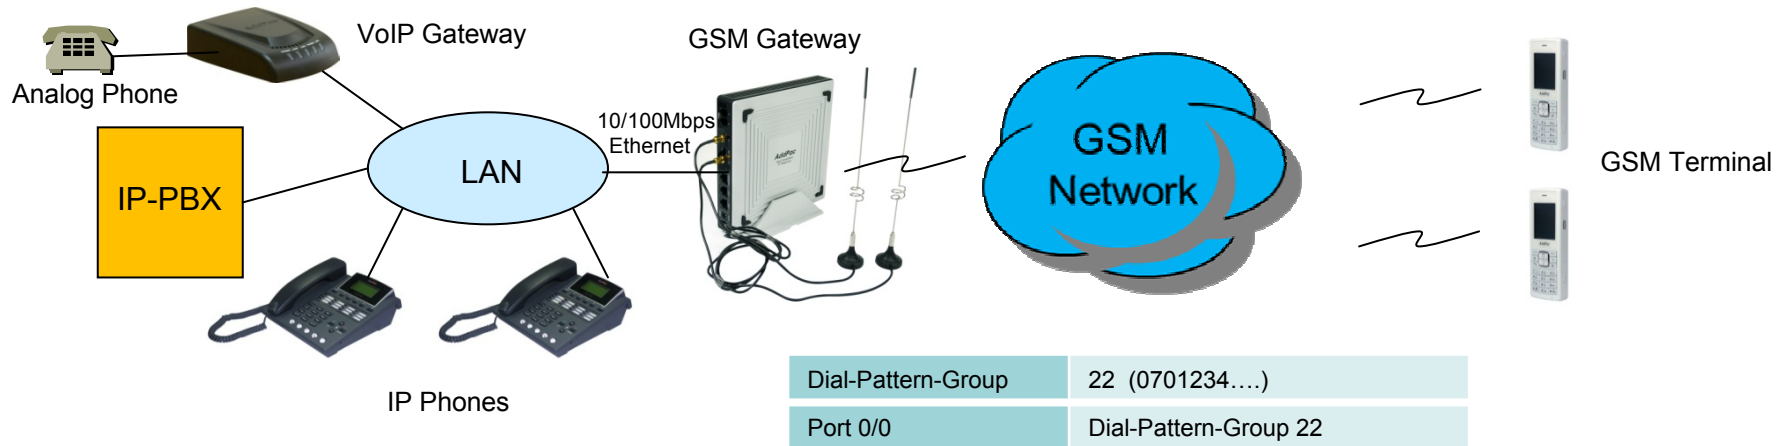 VoIP Gateway
GSM Gateway
Analog Phone
10/100Mbps
Ethernet
IP-PBX
LAN
AddPac
GSM
Network
GSM Terminal
IP Phones
Dial-Pattern-Group 22 (0701234....)
Port 0/0 Dial-Pattern-Group 22